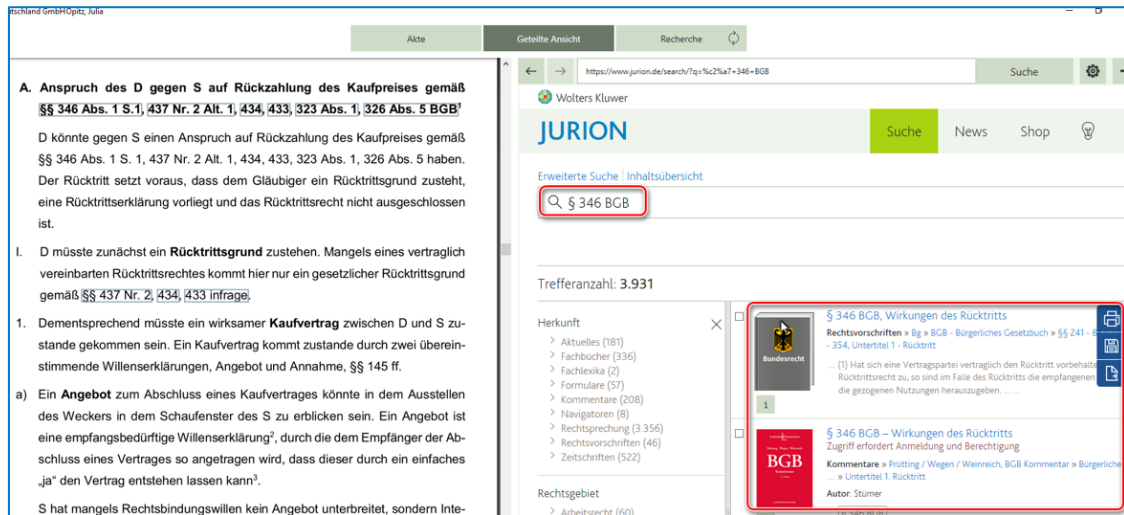 tschland GmbHOpitz, Julia
Akte
Geteilte Ansicht
Recherche
A. Anspruch des D gegen S auf Rückzahlung des Kaufpreises gemäß
§§ 346 Abs. 1 S.1, 437 Nr. 2 Alt. 1, 434, 433, 323 Abs. 1, 326 Abs. 5 BGB¹
D könnte gegen S einen Anspruch auf Rückzahlung des Kaufpreises gemäß
§§ 346 Abs. 1 S. 1, 437 Nr. 2 Alt. 1, 434, 433, 323 Abs. 1, 326 Abs. 5 haben.
Der Rücktritt setzt voraus, dass dem Gläubiger ein Rücktrittsgrund zusteht,
eine Rücktrittserklärung vorliegt und das Rücktrittsrecht nicht ausgeschlossen
ist.
I. D müsste zunächst ein Rücktrittsgrund zustehen. Mangels eines vertraglich
vereinbarten Rücktrittsrechtes kommt hier nur ein gesetzlicher Rücktrittsgrund
gemäß §§ 437 Nr. 2, 434, 433 infrage.
1. Dementsprechend müsste ein wirksamer Kaufvertrag zwischen D und S zu-
stande gekommen sein. Ein Kaufvertrag kommt zustande durch zwei überein-
stimmende Willenserklärungen, Angebot und Annahme, §§ 145 ff.
a) Ein Angebot zum Abschluss eines Kaufvertrages könnte in dem Ausstellen
des Weckers in dem Schaufenster des S zu erblicken sein. Ein Angebot ist
eine empfangsbedürftige Willenserklärung², durch die dem Empfänger der Ab-
schluss eines Vertrages so angetragen wird, dass dieser durch ein einfaches
„ja“ den Vertrag entstehen lassen kann³.
S hat mangels Rechtsbindungswillen kein Angebot unterbreitet, sondern Inte-
https://www.jurion.de/search/?q=%c2%a7+346+BGB
Suche
Wolters Kluwer
JURION
Suche
News
Shop
Erweiterte Suche | Inhaltsübersicht
§ 346 BGB
Trefferanzahl: 3.931
Herkunft
> Aktuelles (181)
> Fachbücher (336)
> Fachlexika (2)
> Formulare (57)
> Kommentare (208)
> Navigatoren (8)
> Rechtsprechung (3.356)
> Rechtsvorschriften (46)
> Zeitschriften (522)
Rechtsgebiet
> Arbeitsrecht (60)
Bundesrecht
i
§ 346 BGB, Wirkungen des Rücktritts
Rechtsvorschriften » Bg » BGB - Bürgerliches Gesetzbuch » §§ 241 - 8
- 354, Untertitel 1 - Rücktritt
... (1) Hat sich eine Vertragspartei vertraglich den Rücktritt vorbehalte
Rücktrittsrecht zu, so sind im Falle des Rücktritts die empfangenen
die gezogenen Nutzungen herauszugeben. ... ...
BGB
§ 346 BGB – Wirkungen des Rücktritts
Zugriff erfordert Anmeldung und Berechtigung
Kommentare » Prütting / Wegen / Weinreich, BGB Kommentar » Bürgerliche
... » Untertitel 1. Rücktritt
Autor: Stürner
§ 346 BGB